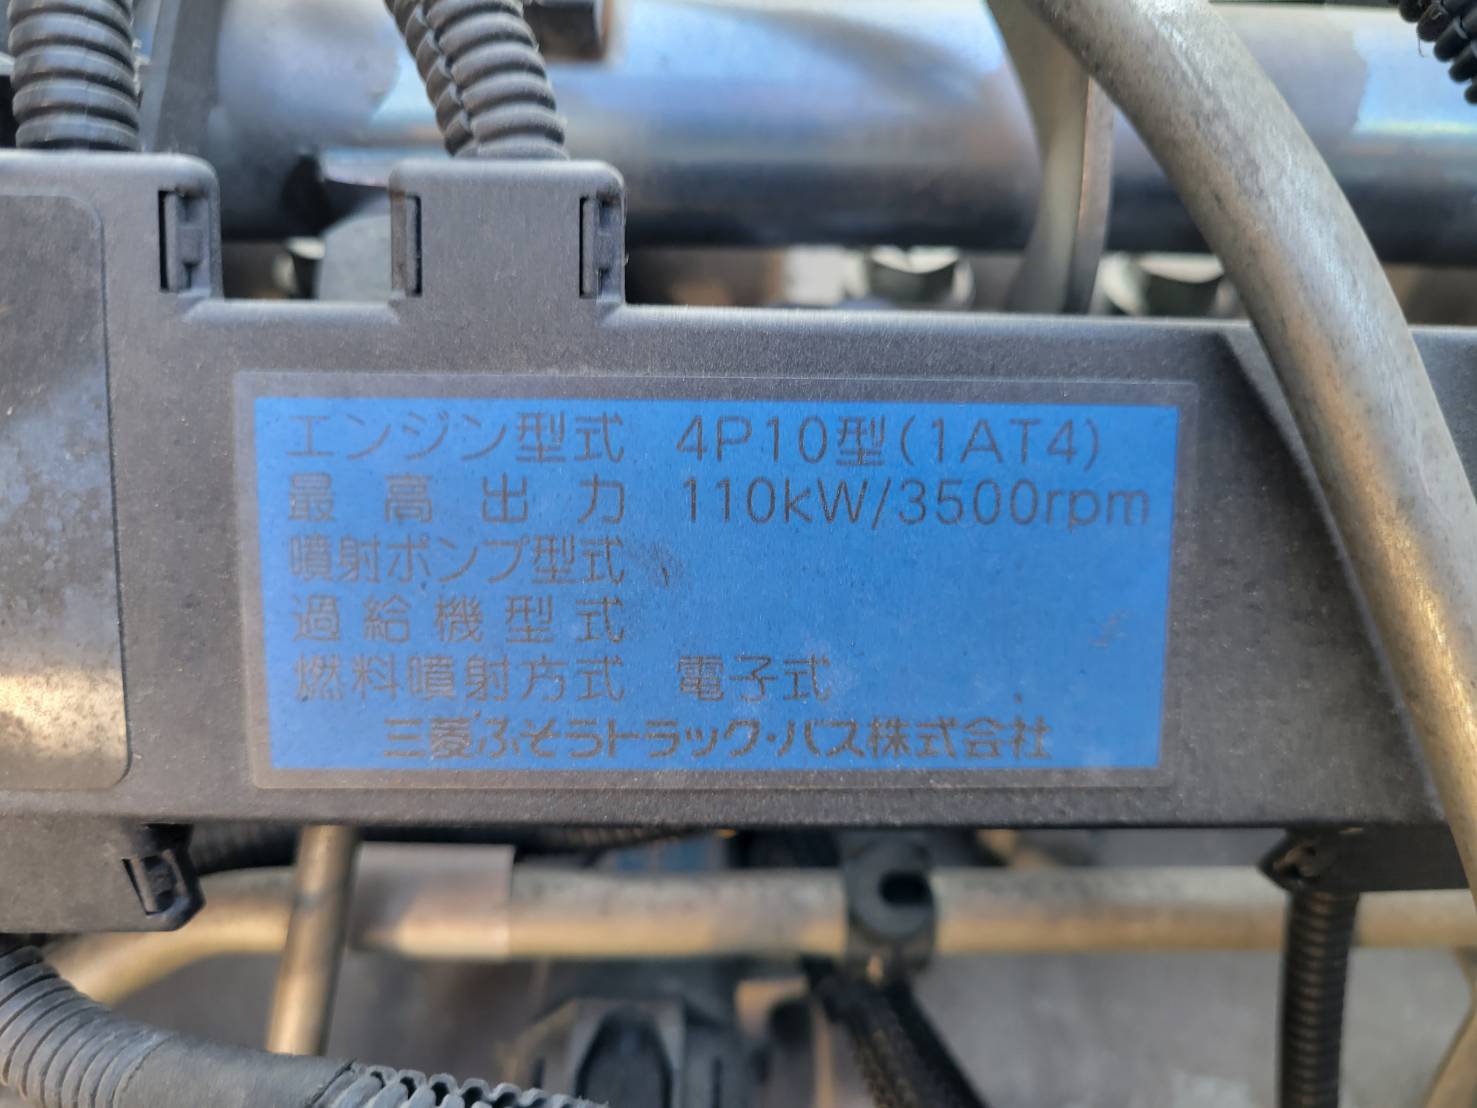 エンジン型式 4P10型(1AT4)
最高出力 110kW/3500rpm
噴射ポンプ型式
過給機型式
燃料噴射方式 電子式
三菱ふそうトラック・バス株式会社